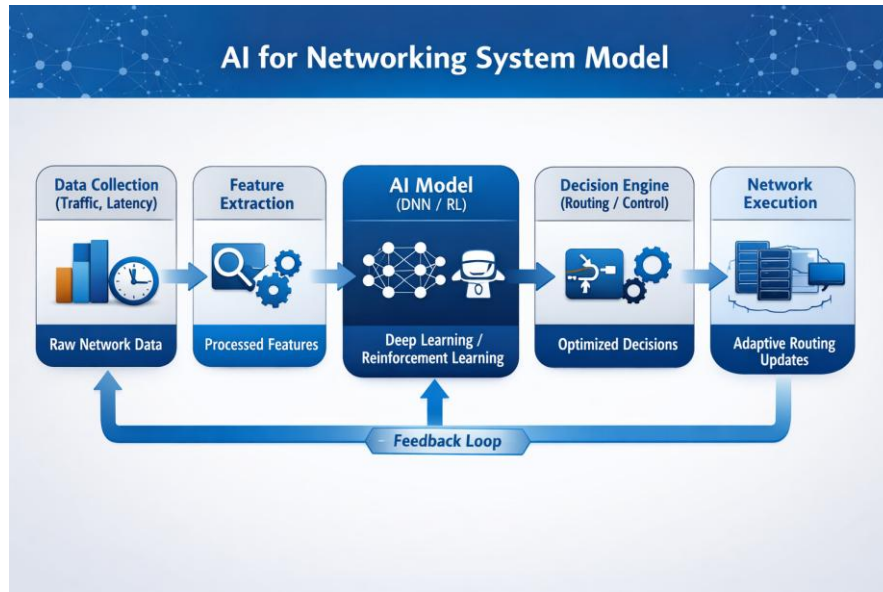 AI for Networking System Model
Data Collection
(Traffic, Latency)
Raw Network Data
Feature
Extraction
Processed Features
AI Model
(DNN / RL)
Deep Learning /
Reinforcement Learning
Decision Engine
(Routing / Control)
Optimized Decisions
Network
Execution
Adaptive Routing
Updates
Feedback Loop